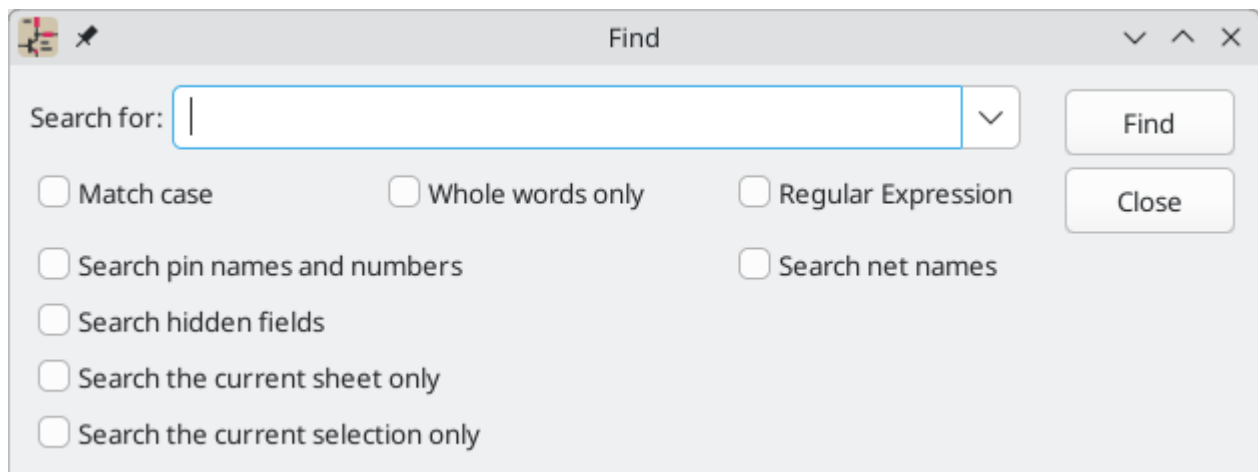 Find
Search for:
Find
Match case Whole words only Regular Expression
Close
Search pin names and numbers Search net names
Search hidden fields
Search the current sheet only
Search the current selection only